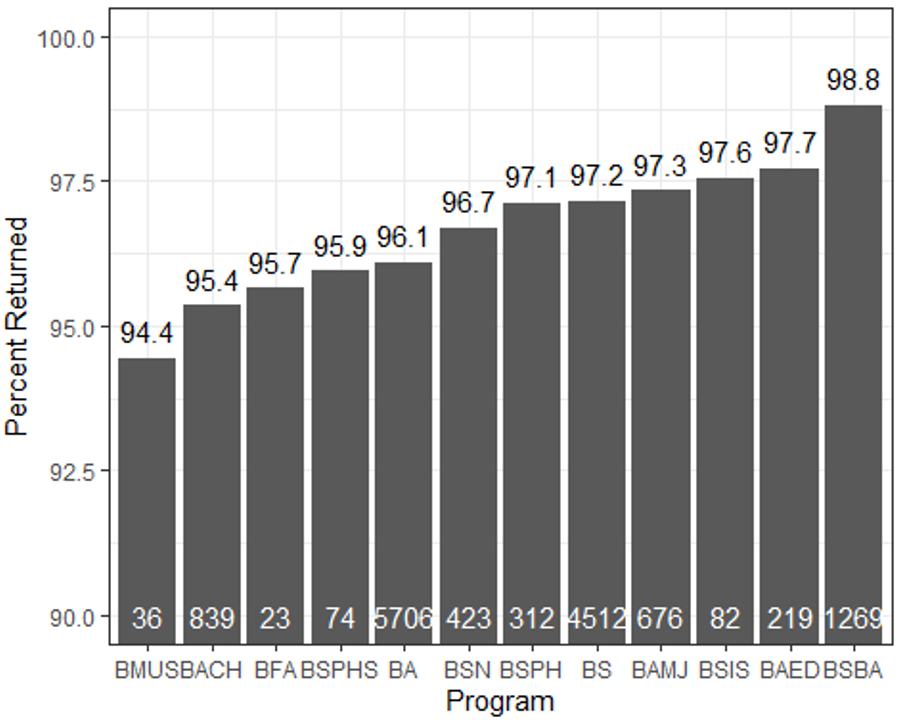 100.0
97.5
95.0
92.5
90.0
Percent Returned
94.4 95.4 95.7 95.9 96.1 96.7 97.1 97.2 97.3 97.6 97.7 98.8
36 839 23 74 5706 423 312 4512 676 82 219 1269
BMUS BACH BFA BSPHS BA BSN BSPH BS BAMJ BSIS BAED BSBA
Program